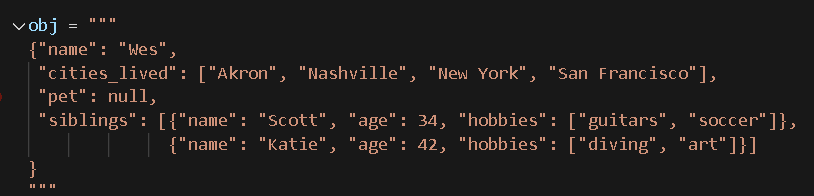 obj = """
{"name": "Wes",
"cities_lived": ["Akron", "Nashville", "New York", "San Francisco"],
"pet": null,
"siblings": [{"name": "Scott", "age": 34, "hobbies": ["guitars", "soccer"]},
{"name": "Katie", "age": 42, "hobbies": ["diving", "art"]}]
}
"""